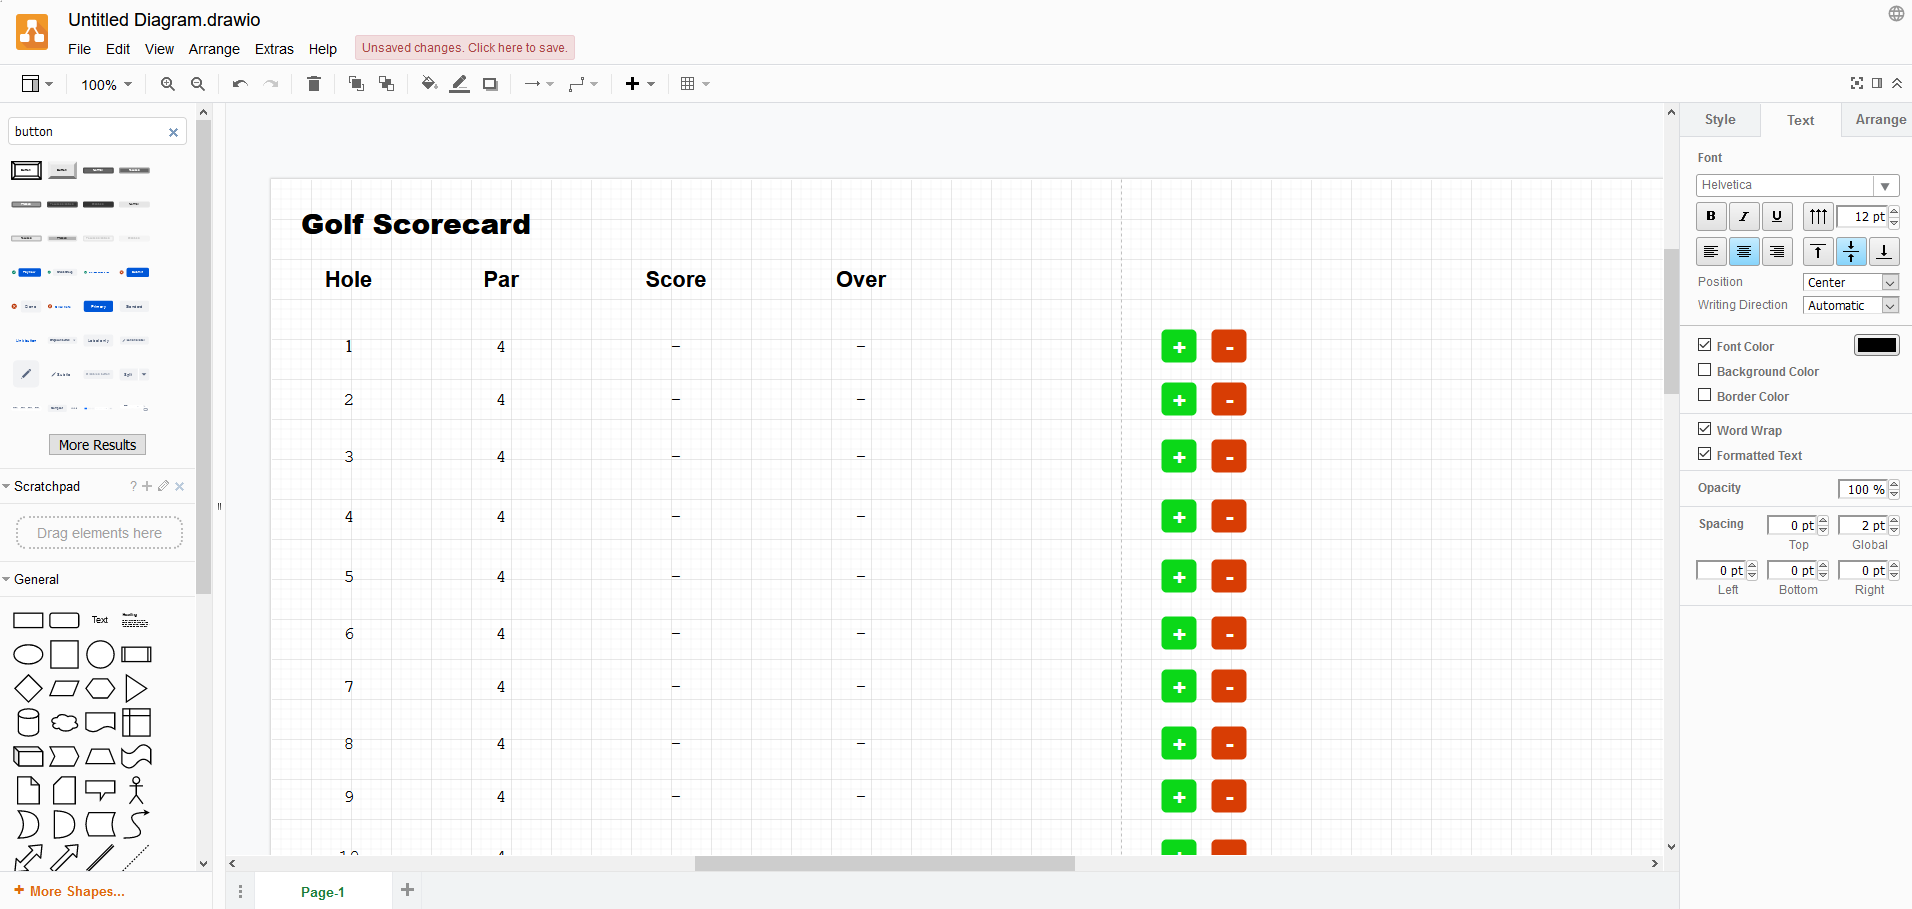 Untitled Diagram.drawio
File Edit View Arrange Extras Help Unsaved changes. Click here to save.
100%
button
More Results
Scratchpad ?
Drag elements here
General
Text
Heading
More Shapes...
Golf Scorecard
Hole Par Score Over
1 4 – – + -
2 4 – – + -
3 4 – – + -
4 4 – – + -
5 4 – – + -
6 4 – – + -
7 4 – – + -
8 4 – – + -
9 4 – – + -
Page-1
Style Text Arrange
Font
Helvetica
B I U 12 pt
Position Center
Writing Direction Automatic
Font Color
Background Color
Border Color
Word Wrap
Formatted Text
Opacity 100 %
Spacing 0 pt 2 pt
Top Global
0 pt 0 pt 0 pt
Left Bottom Right